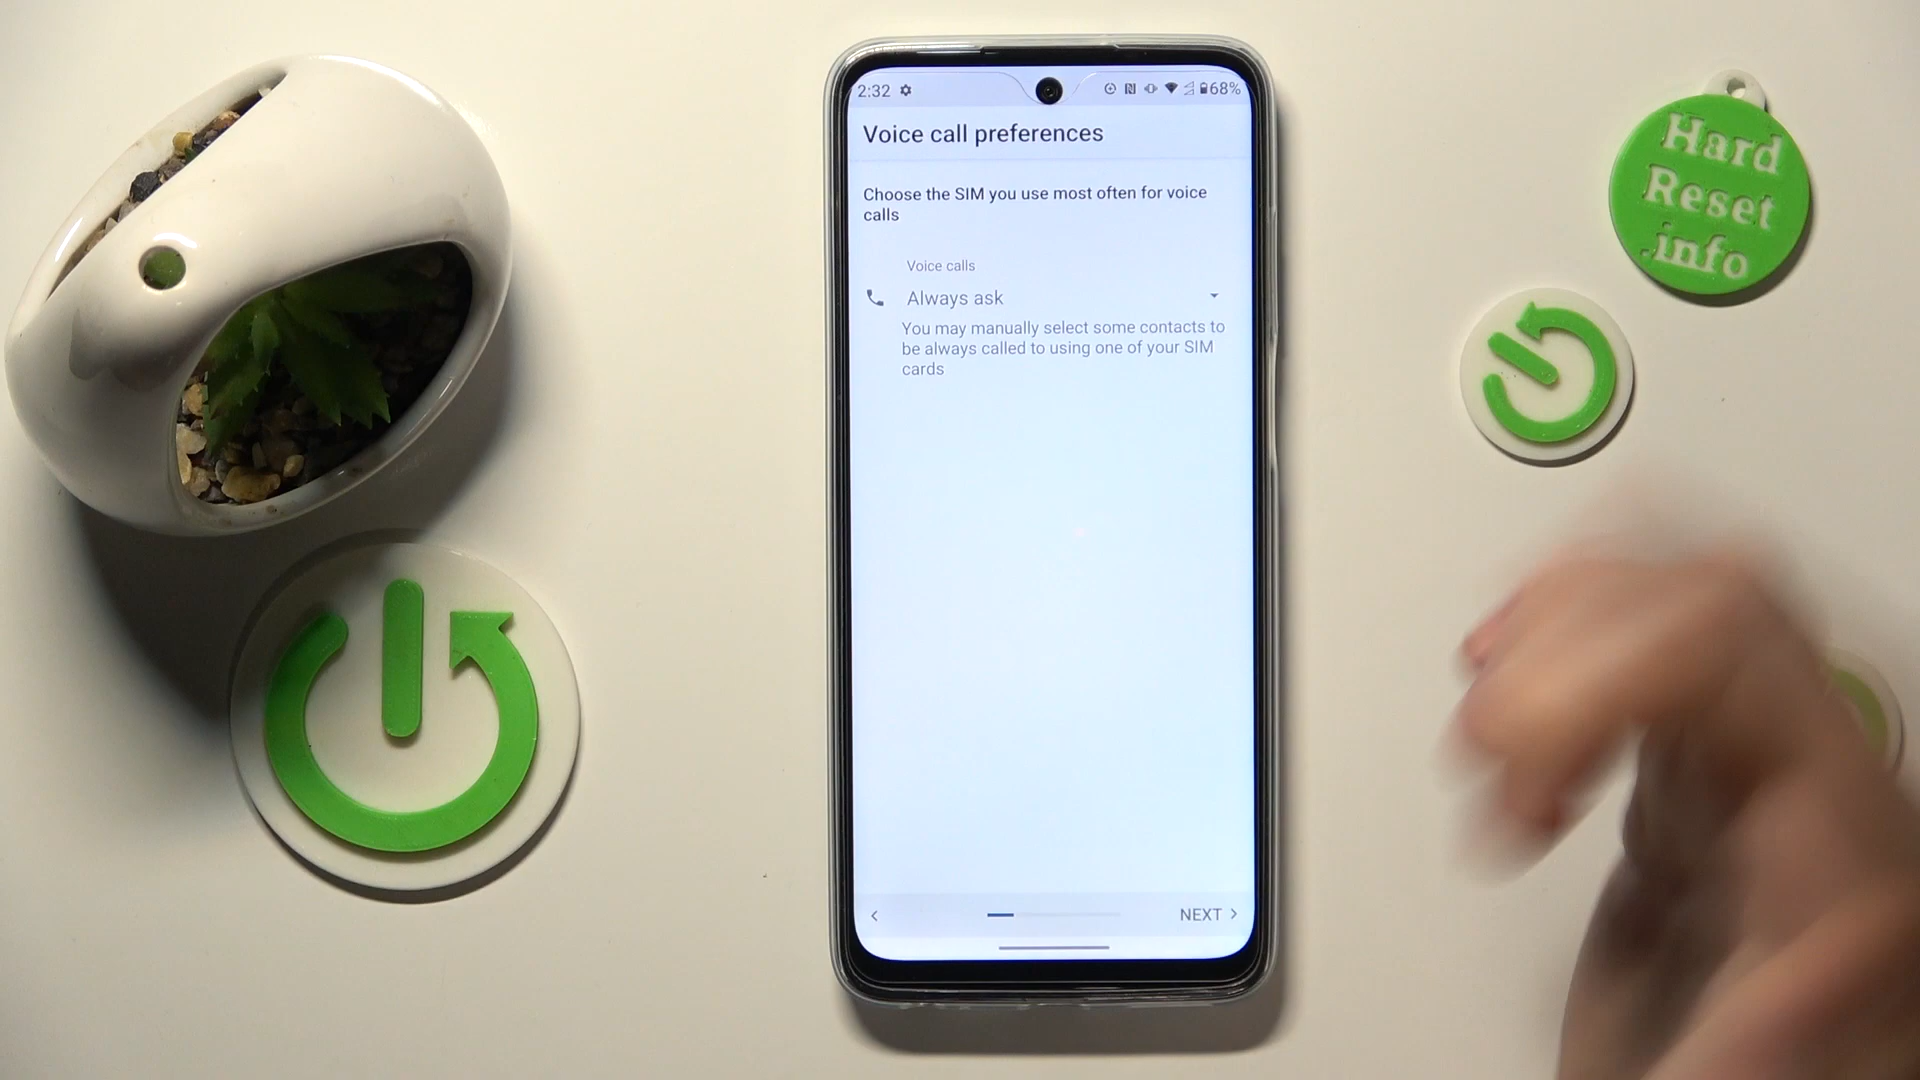 2:32
68%
Voice call preferences
Choose the SIM you use most often for voice
calls
Voice calls
Always ask
You may manually select some contacts to
be always called to using one of your SIM
cards
NEXT
Hard
Reset
.info